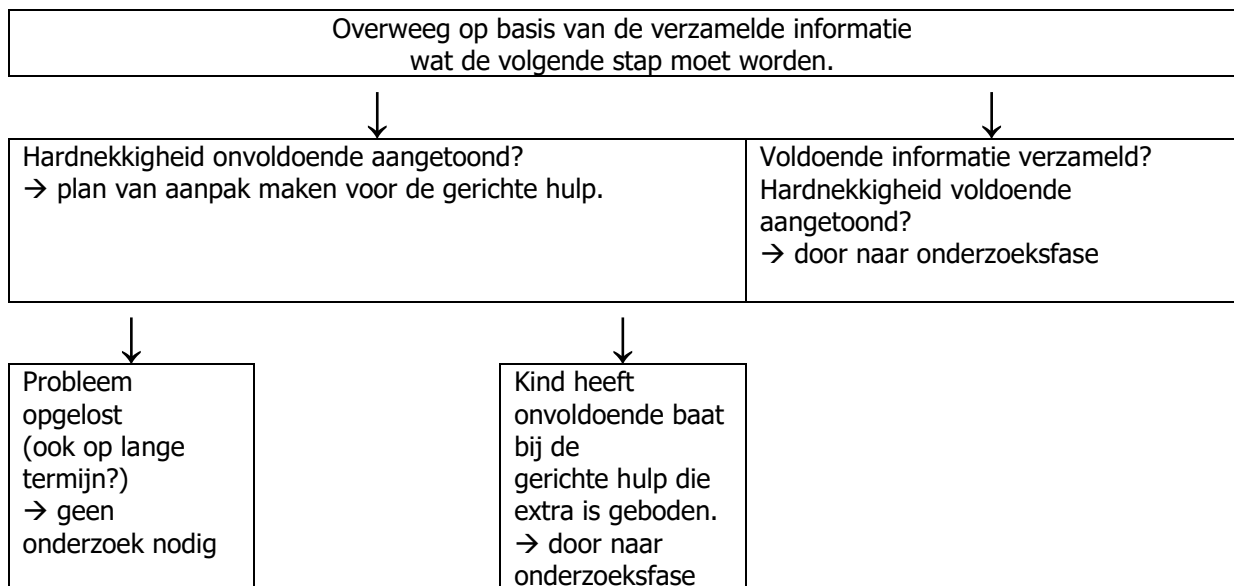 Overweeg op basis van de verzamelde informatie
wat de volgende stap moet worden.
Hardnekkigheid onvoldoende aangetoond?
→ plan van aanpak maken voor de gerichte hulp.
Voldoende informatie verzameld?
Hardnekkigheid voldoende
aangetoond?
→ door naar onderzoeksfase
Probleem
opgelost
(ook op lange
termijn?)
→ geen
onderzoek nodig
Kind heeft
onvoldoende baat
bij de
gerichte hulp die
extra is geboden.
→ door naar
onderzoeksfase